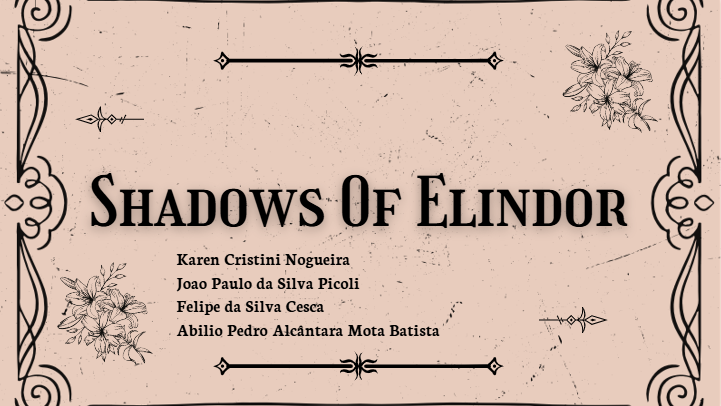 Shadows Of Elindor
Karen Cristini Nogueira
Joao Paulo da Silva Picoli
Felipe da Silva Cesca
Abilio Pedro Alcântara Mota Batista